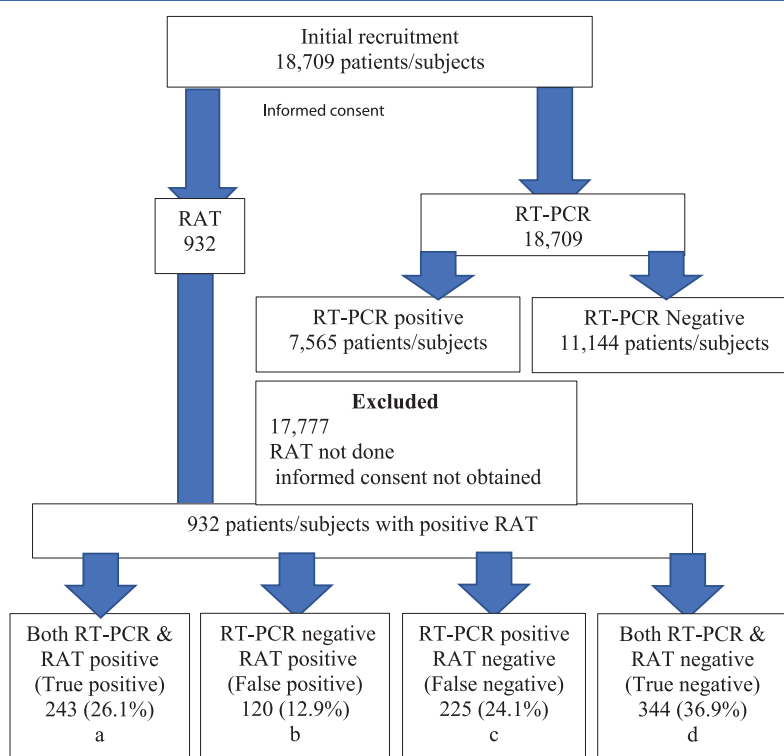 Initial recruitment
18,709 patients/subjects
Informed consent
RAT
932
RT-PCR
18,709
RT-PCR positive
7,565 patients/subjects
RT-PCR Negative
11,144 patients/subjects
Excluded
17,777
RAT not done
informed consent not obtained
932 patients/subjects with positive RAT
Both RT-PCR &
RAT positive
(True positive)
243 (26.1%)
a
RT-PCR negative
RAT positive
(False positive)
120 (12.9%)
b
RT-PCR positive
RAT negative
(False negative)
225 (24.1%)
c
Both RT-PCR &
RAT negative
(True negative)
344 (36.9%)
d